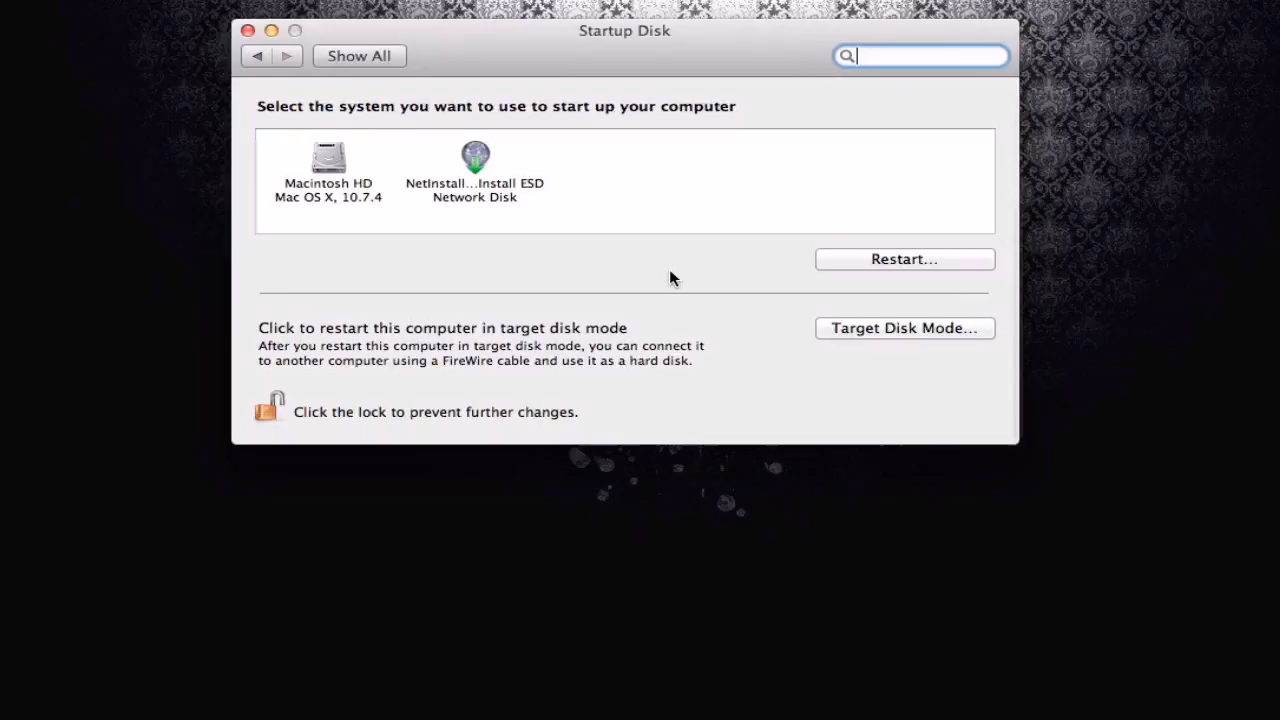 Startup Disk
Show All
Select the system you want to use to start up your computer
Macintosh HD
Mac OS X, 10.7.4
NetInstall...Install ESD
Network Disk
Restart...
Click to restart this computer in target disk mode
After you restart this computer in target disk mode, you can connect it
to another computer using a FireWire cable and use it as a hard disk.
Target Disk Mode...
Click the lock to prevent further changes.